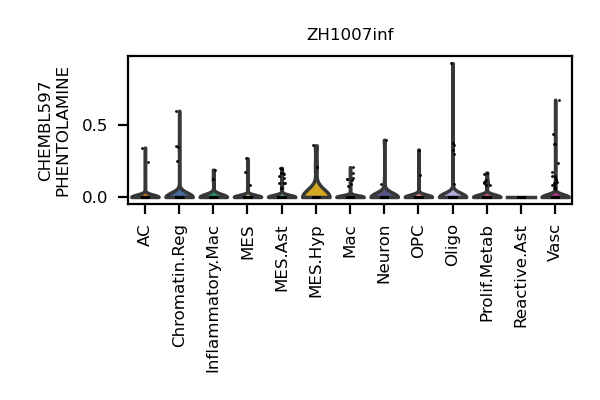 ZH1007inf
CHEMBL597
PHENTOLAMINE
0.5
0.0
AC
Chromatin.Reg
Inflammatory.Mac
MES
MES.Ast
MES.Hyp
Mac
Neuron
OPC
Oligo
Prolif.Metab
Reactive.Ast
Vasc